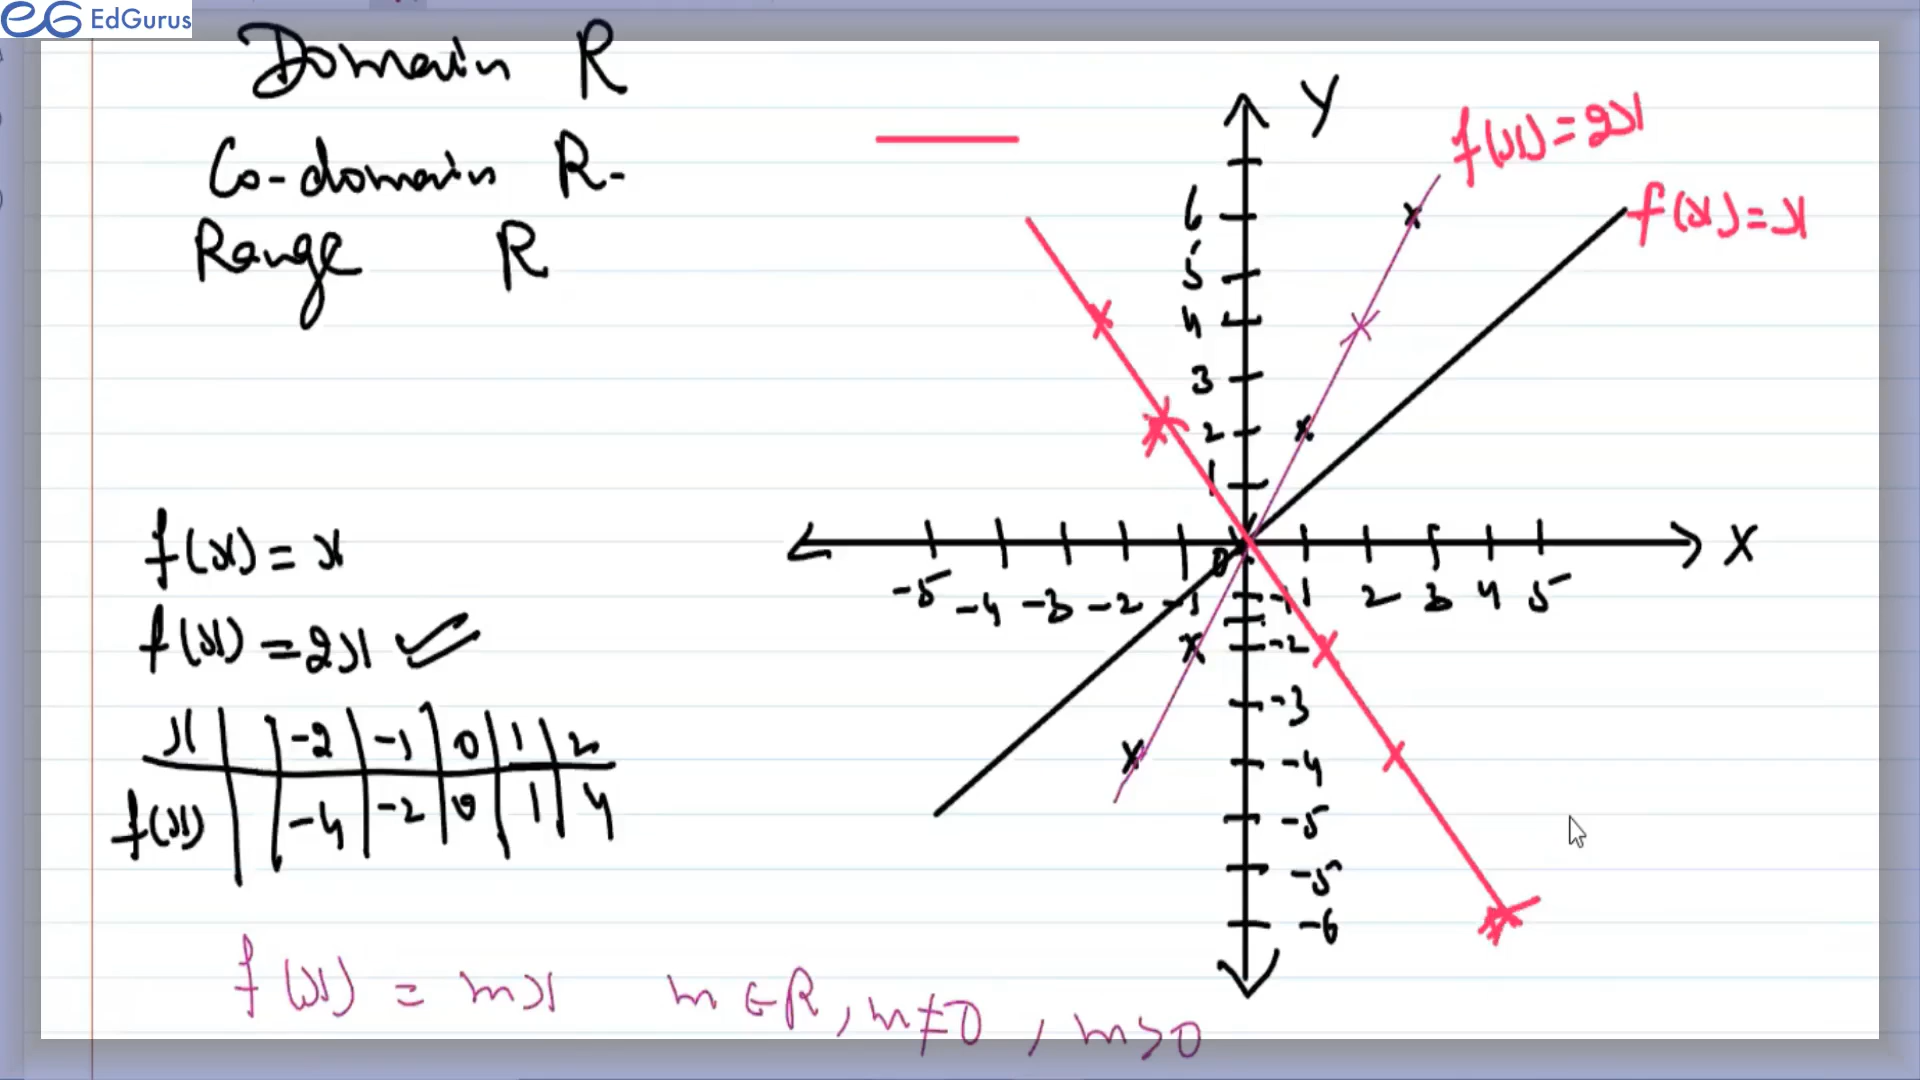 EdGurus
Domain R
Co-domain R-
Range R
f(x) = x
f(x) = 2x
x -2 -1 0 1 2
f(x) -4 -2 0 1 4
f(x) = mx m ∈ R, m ≠ 0, m > 0
Y
f(x) = 2x
f(x) = x
6
5
4
3
2
1
X
0
-5 -4 -3 -2 -1 1 2 3 4 5
-1
-2
-3
-4
-5
-5
-6